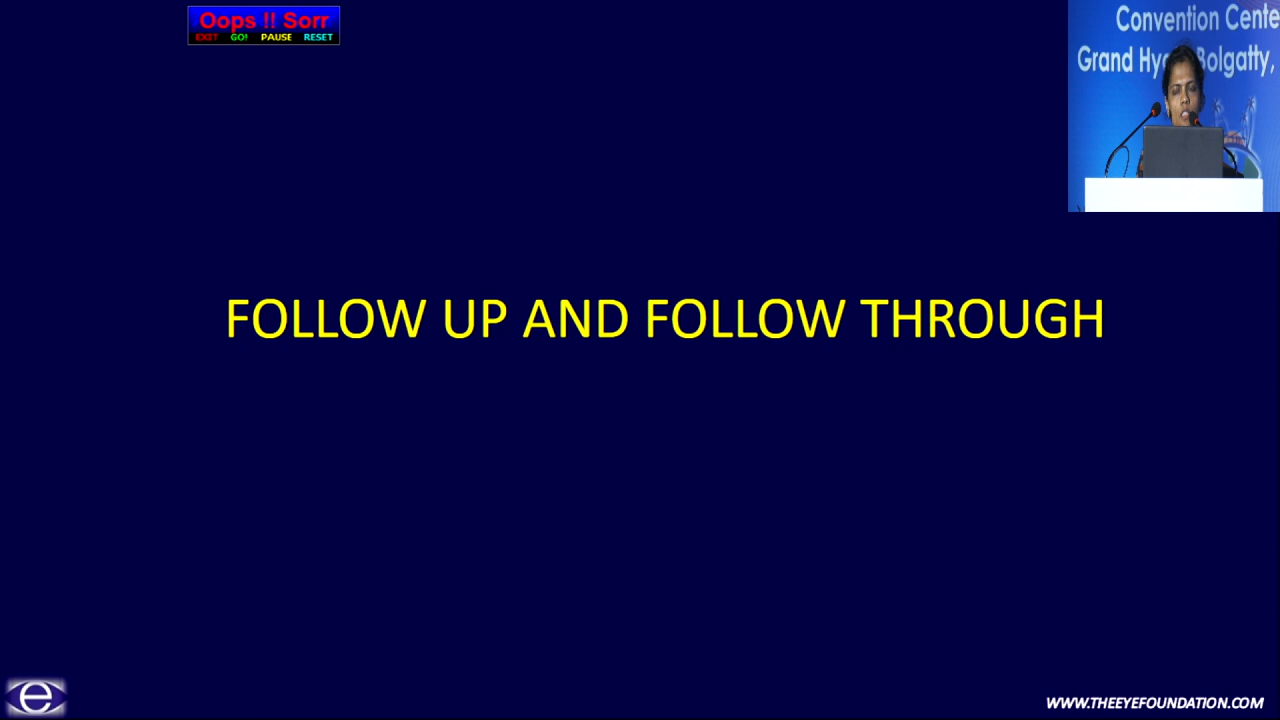 Oops !! Sorr
EXIT GO! PAUSE RESET
Convention Cente
Grand Hy Bolgatty,
FOLLOW UP AND FOLLOW THROUGH
e
WWW.THEEYEFOUNDATION.COM